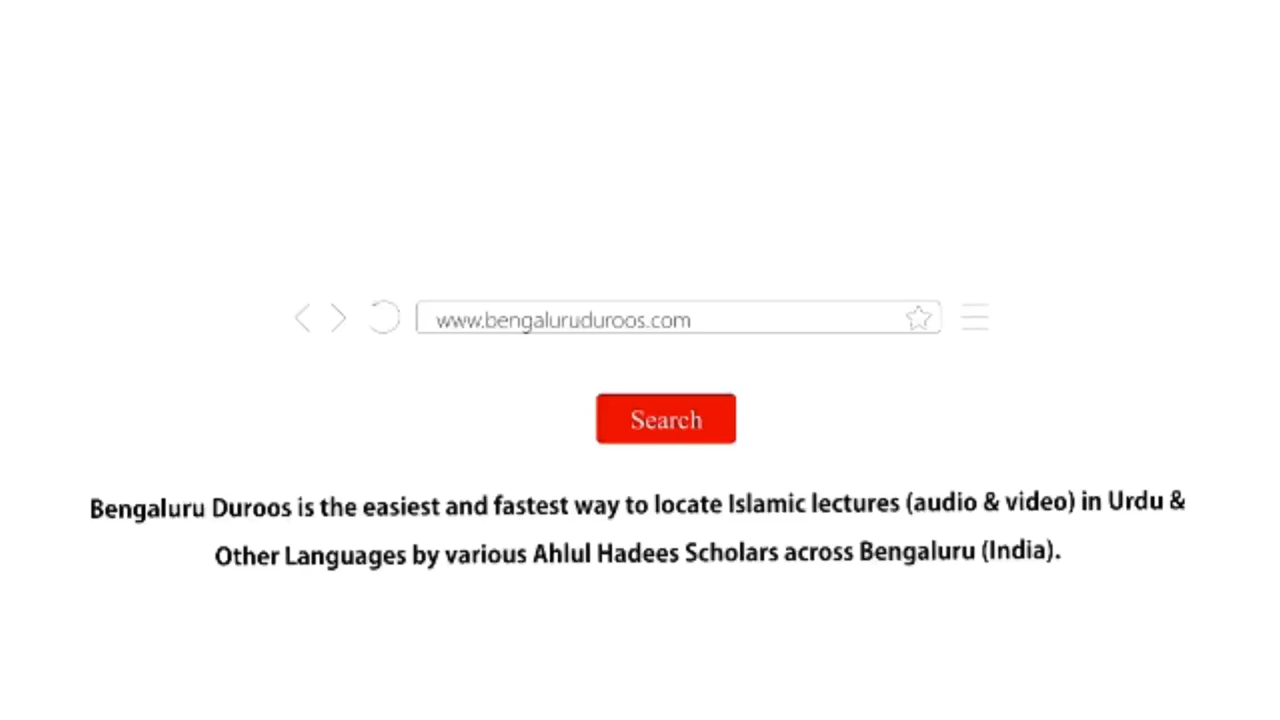 www.bengaluruduroos.com
Search
Bengaluru Duroos is the easiest and fastest way to locate Islamic lectures (audio & video) in Urdu &
Other Languages by various Ahlul Hadees Scholars across Bengaluru (India).